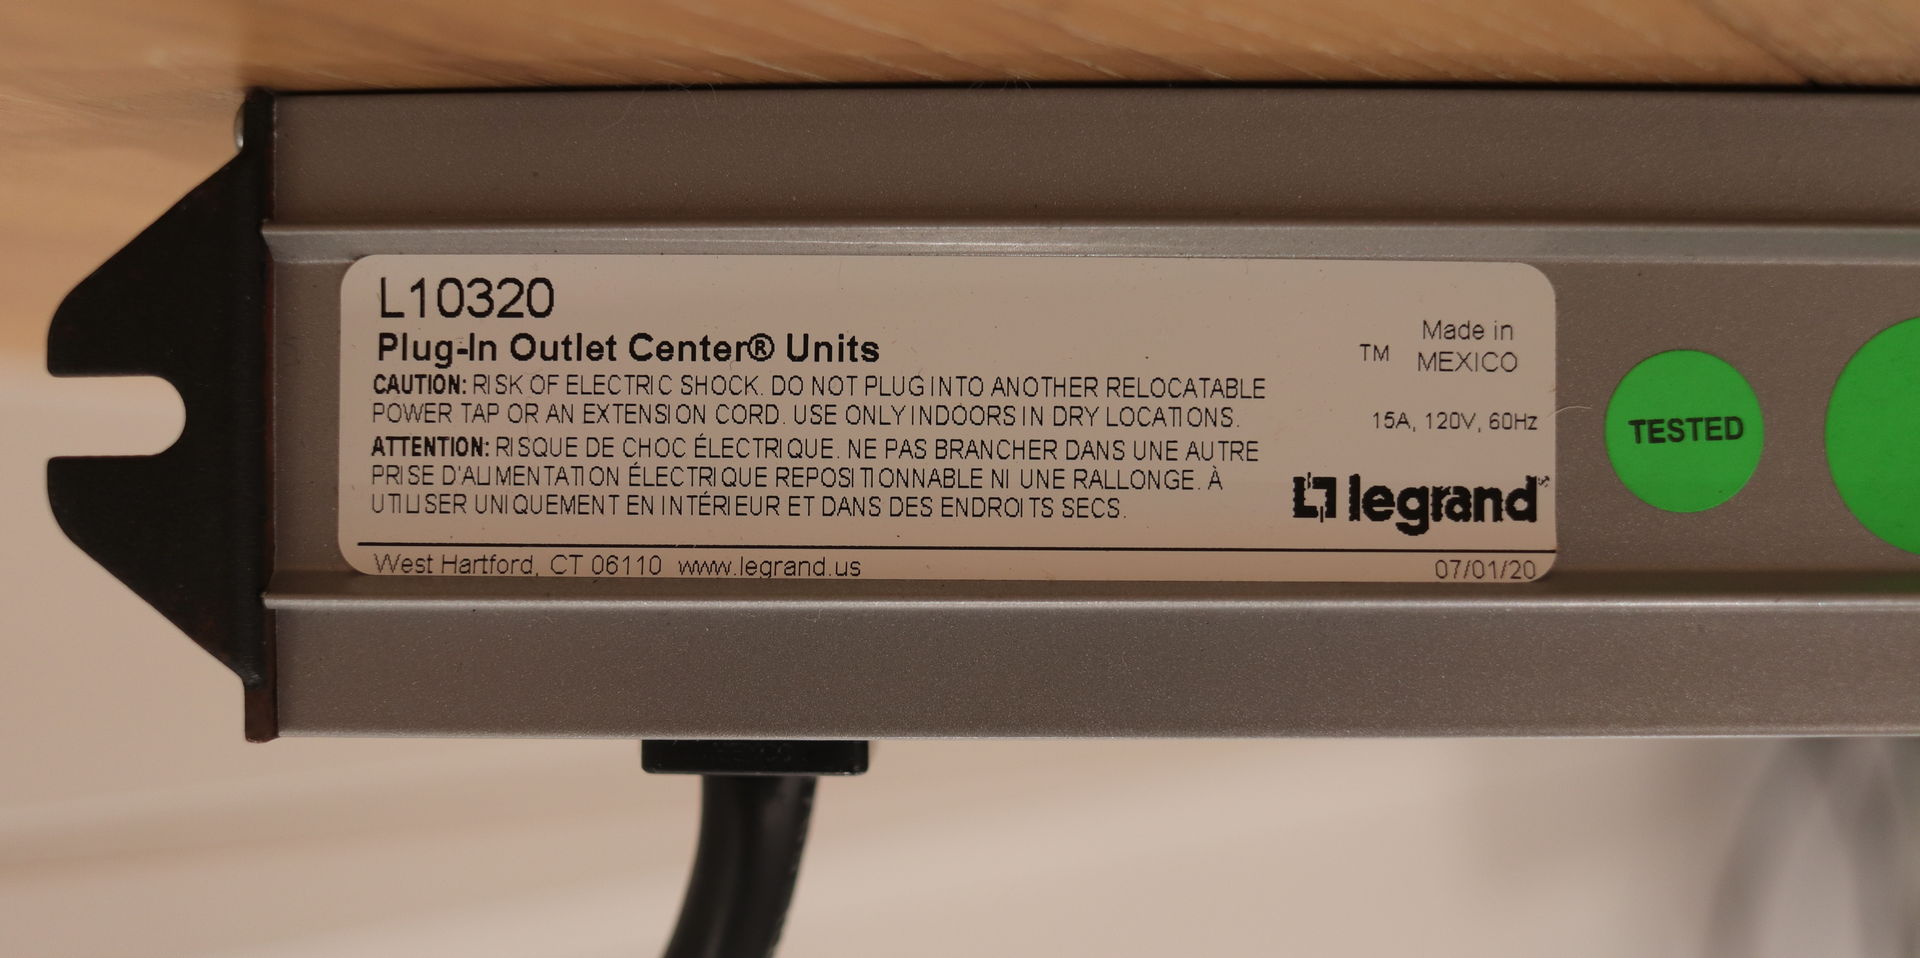 L10320
Plug-In Outlet Center® Units
CAUTION: RISK OF ELECTRIC SHOCK. DO NOT PLUG INTO ANOTHER RELOCATABLE
POWER TAP OR AN EXTENSION CORD. USE ONLY INDOORS IN DRY LOCATIONS.
ATTENTION: RISQUE DE CHOC ÉLECTRIQUE. NE PAS BRANCHER DANS UNE AUTRE
PRISE D'ALIMENTATION ÉLECTRIQUE REPOSITIONNABLE NI UNE RALLONGE. À
UTILISER UNIQUEMENT EN INTÉRIEUR ET DANS DES ENDROITS SECS.
West Hartford, CT 06110 www.legrand.us
Made in
TM MEXICO
15A, 120V, 60Hz
legrand
07/01/20
TESTED